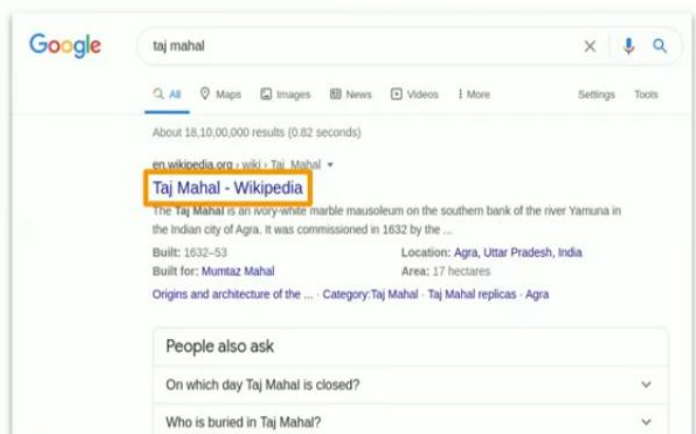 Google
taj mahal
All Maps Images News Videos More Settings Tools
About 18,10,00,000 results (0.82 seconds)
en.wikipedia.org › wiki › Taj_Mahal
Taj Mahal - Wikipedia
The Taj Mahal is an ivory-white marble mausoleum on the southern bank of the river Yamuna in
the Indian city of Agra. It was commissioned in 1632 by the ...
Built: 1632–53 Location: Agra, Uttar Pradesh, India
Built for: Mumtaz Mahal Area: 17 hectares
Origins and architecture of the ... · Category:Taj Mahal · Taj Mahal replicas · Agra
People also ask
On which day Taj Mahal is closed?
Who is buried in Taj Mahal?